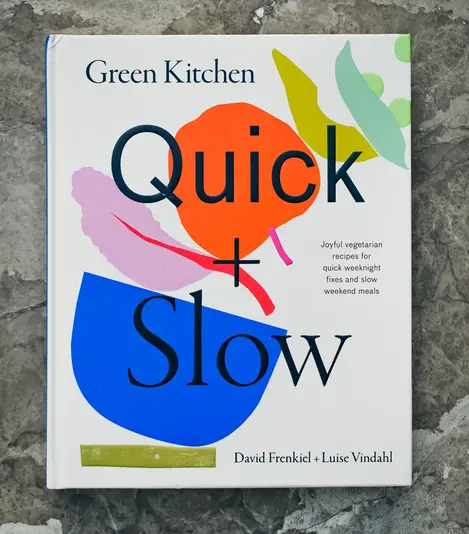 Green Kitchen
Quick
+
Slow
Joyful vegetarian
recipes for
quick weeknight
fixes and slow
weekend meals
David Frenkiel + Luise Vindahl